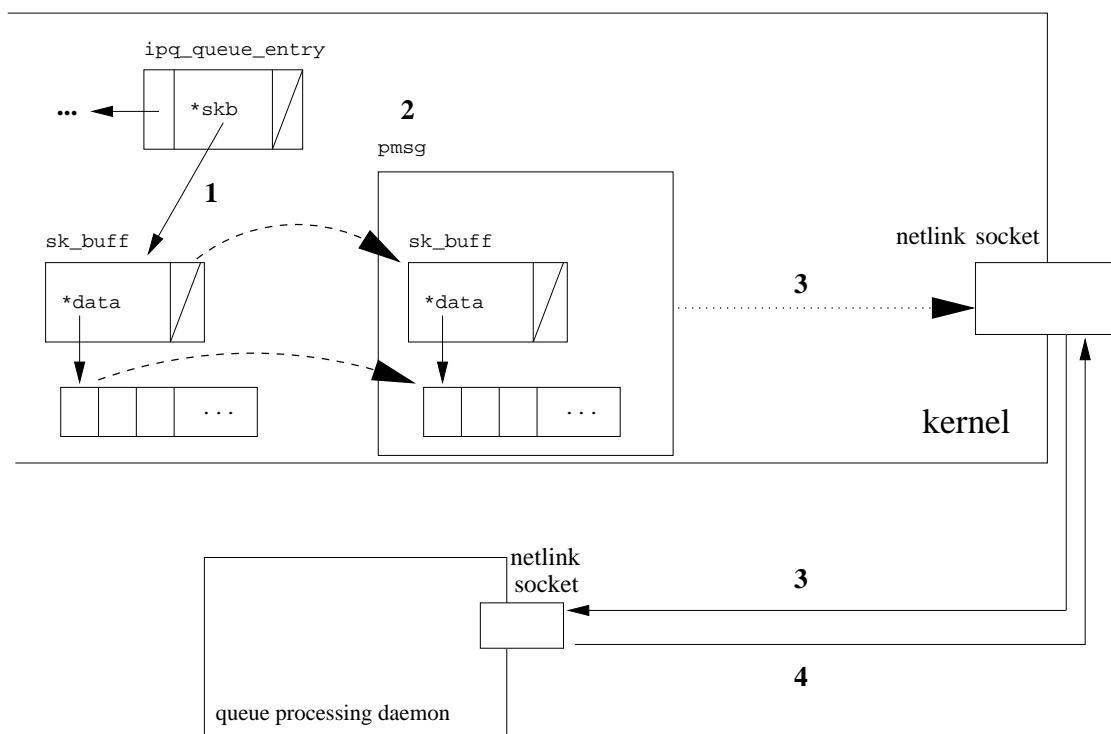 ipq_queue_entry
...
*skb
2
pmsg
1
sk_buff
sk_buff
netlink socket
*data
*data
3
...
...
kernel
netlink
socket
3
4
queue processing daemon